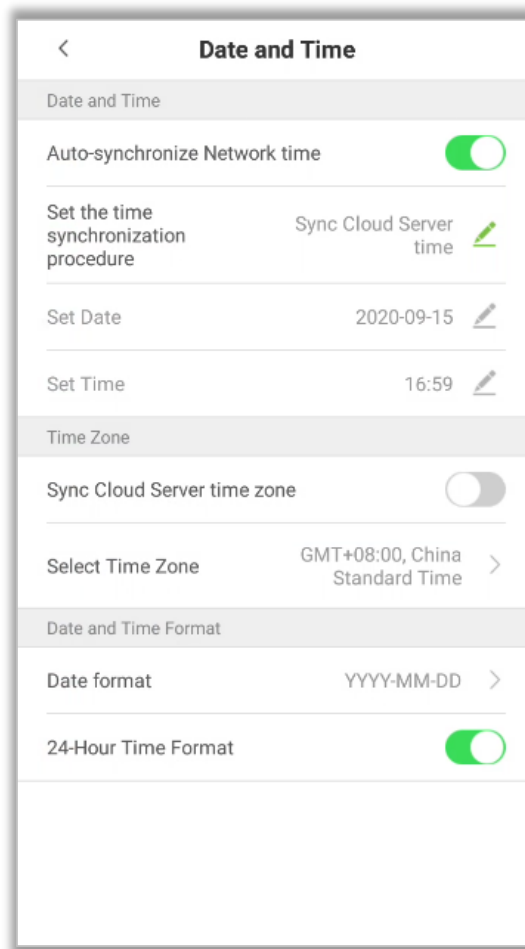 Date and Time
Date and Time
Auto-synchronize Network time
Set the time
synchronization
procedure
Sync Cloud Server
time
Set Date
2020-09-15
Set Time
16:59
Time Zone
Sync Cloud Server time zone
Select Time Zone
GMT+08:00, China
Standard Time
Date and Time Format
Date format
YYYY-MM-DD
24-Hour Time Format